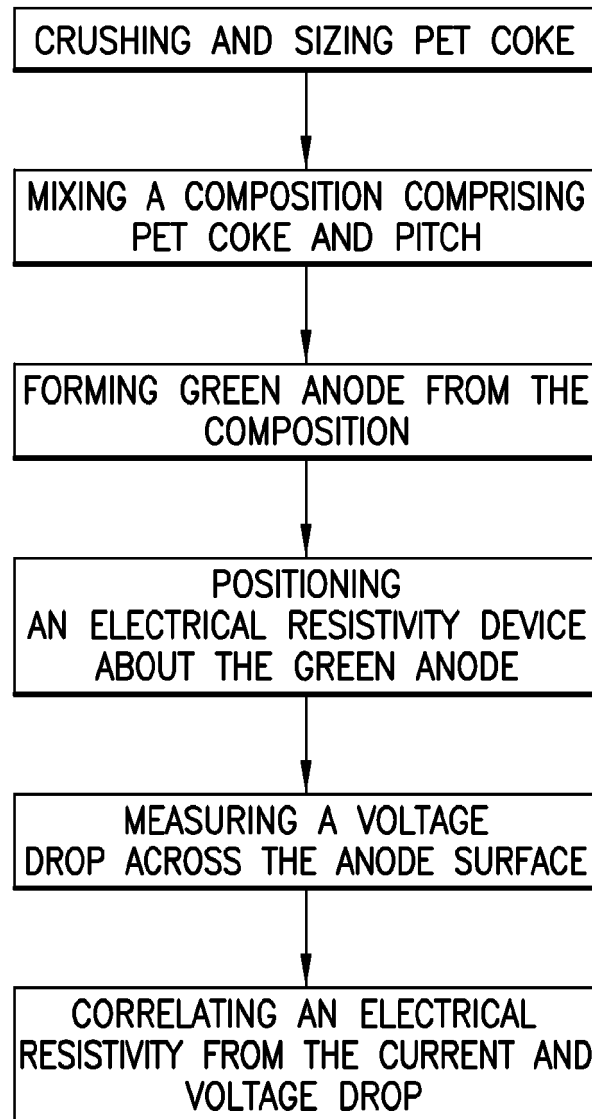 CRUSHING AND SIZING PET COKE
MIXING A COMPOSITION COMPRISING
PET COKE AND PITCH
FORMING GREEN ANODE FROM THE
COMPOSITION
POSITIONING
AN ELECTRICAL RESISTIVITY DEVICE
ABOUT THE GREEN ANODE
MEASURING A VOLTAGE
DROP ACROSS THE ANODE SURFACE
CORRELATING AN ELECTRICAL
RESISTIVITY FROM THE CURRENT AND
VOLTAGE DROP